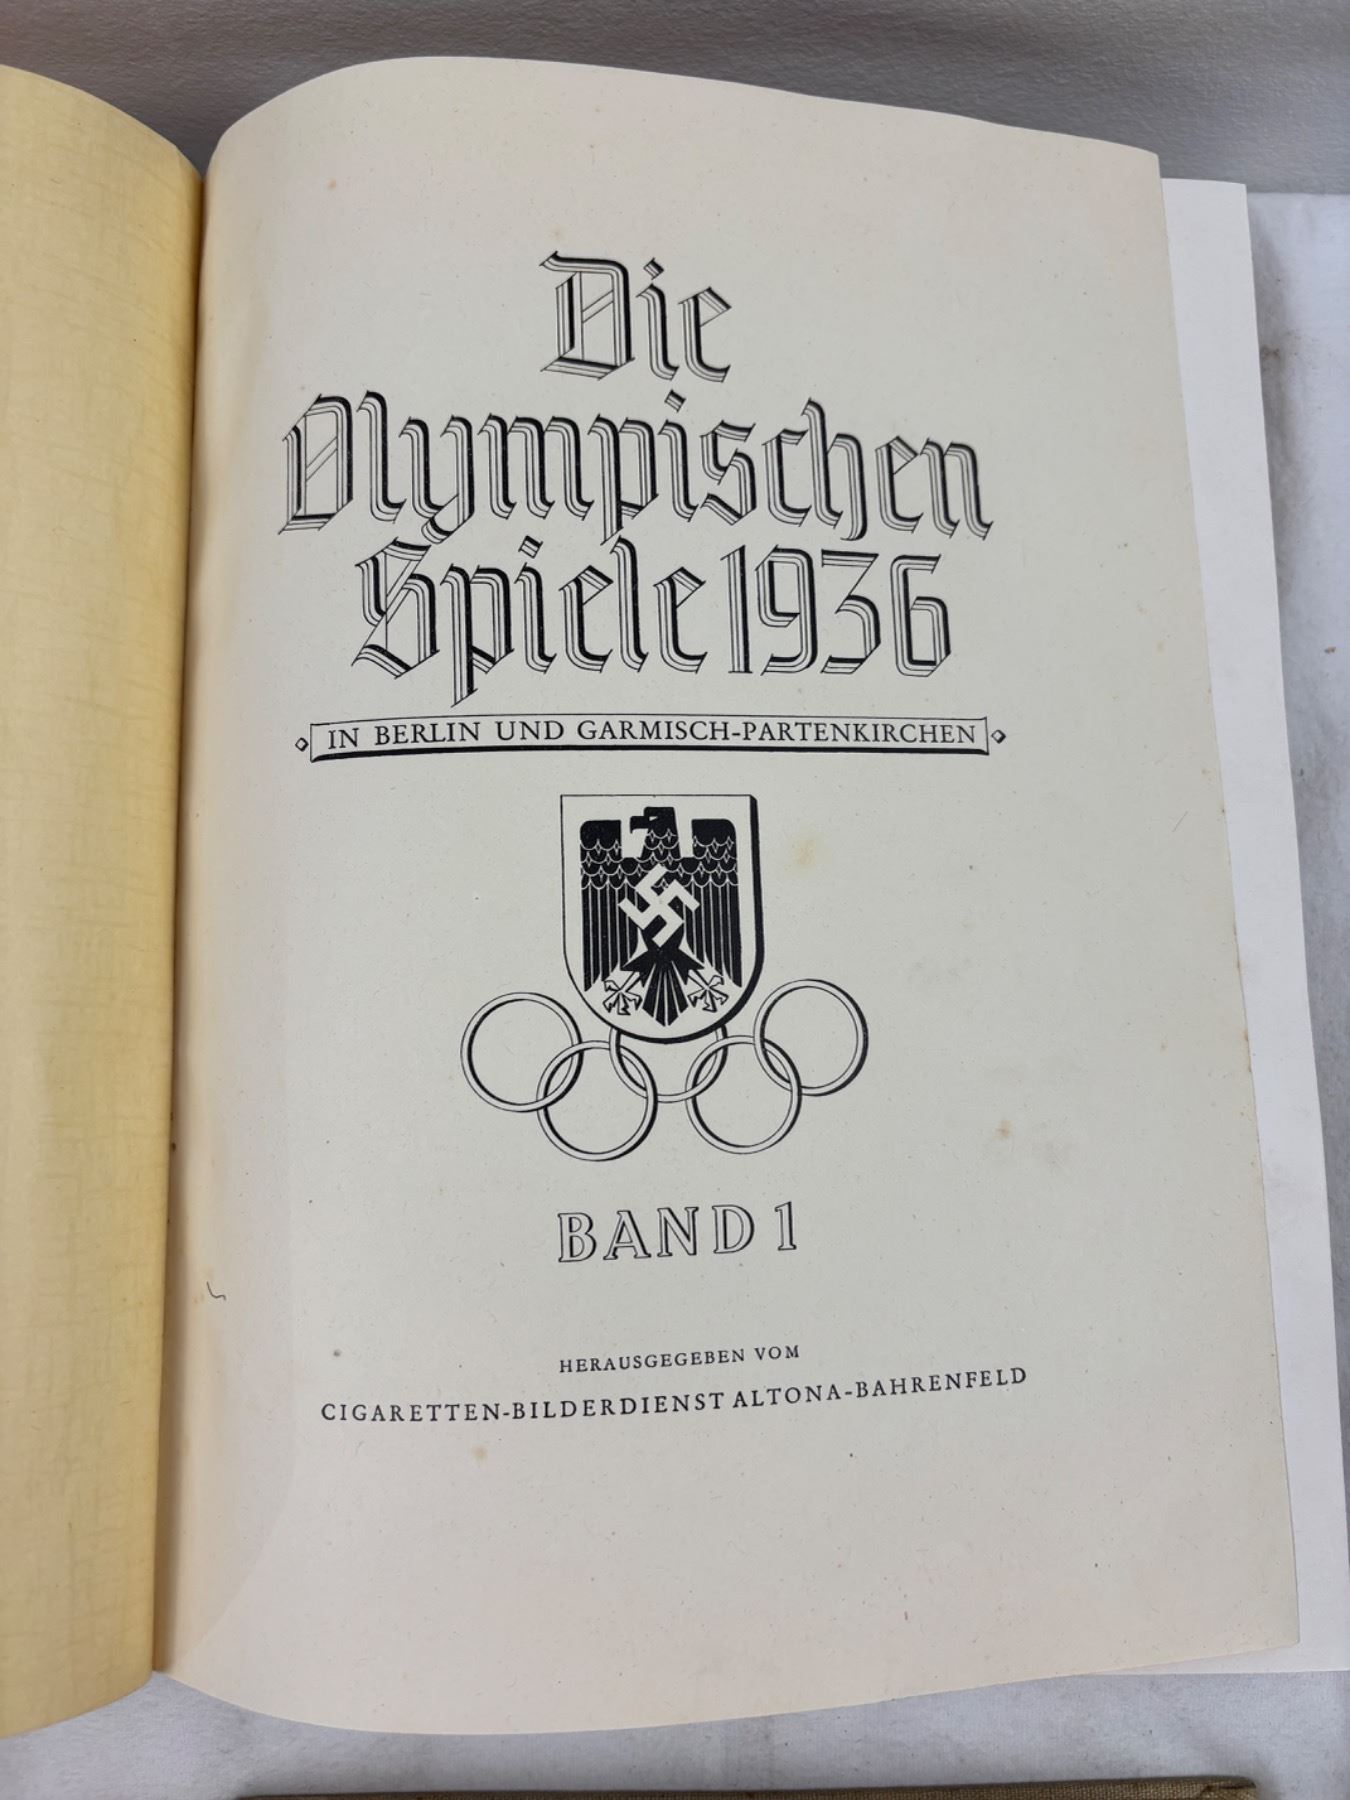 Die
Olympischen
Spiele 1936
IN BERLIN UND GARMISCH-PARTENKIRCHEN
BAND 1
HERAUSGEGEBEN VOM
CIGARETTEN-BILDERDIENST ALTONA-BAHRENFELD